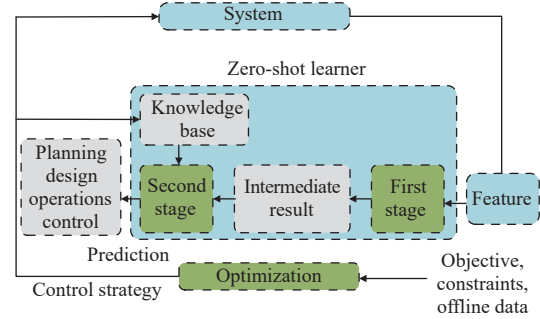 System
Zero-shot learner
Knowledge
base
Planning
design
operations
control
Second
stage
Intermediate
result
First
stage
Feature
Prediction
Control strategy
Optimization
Objective,
constraints,
offline data